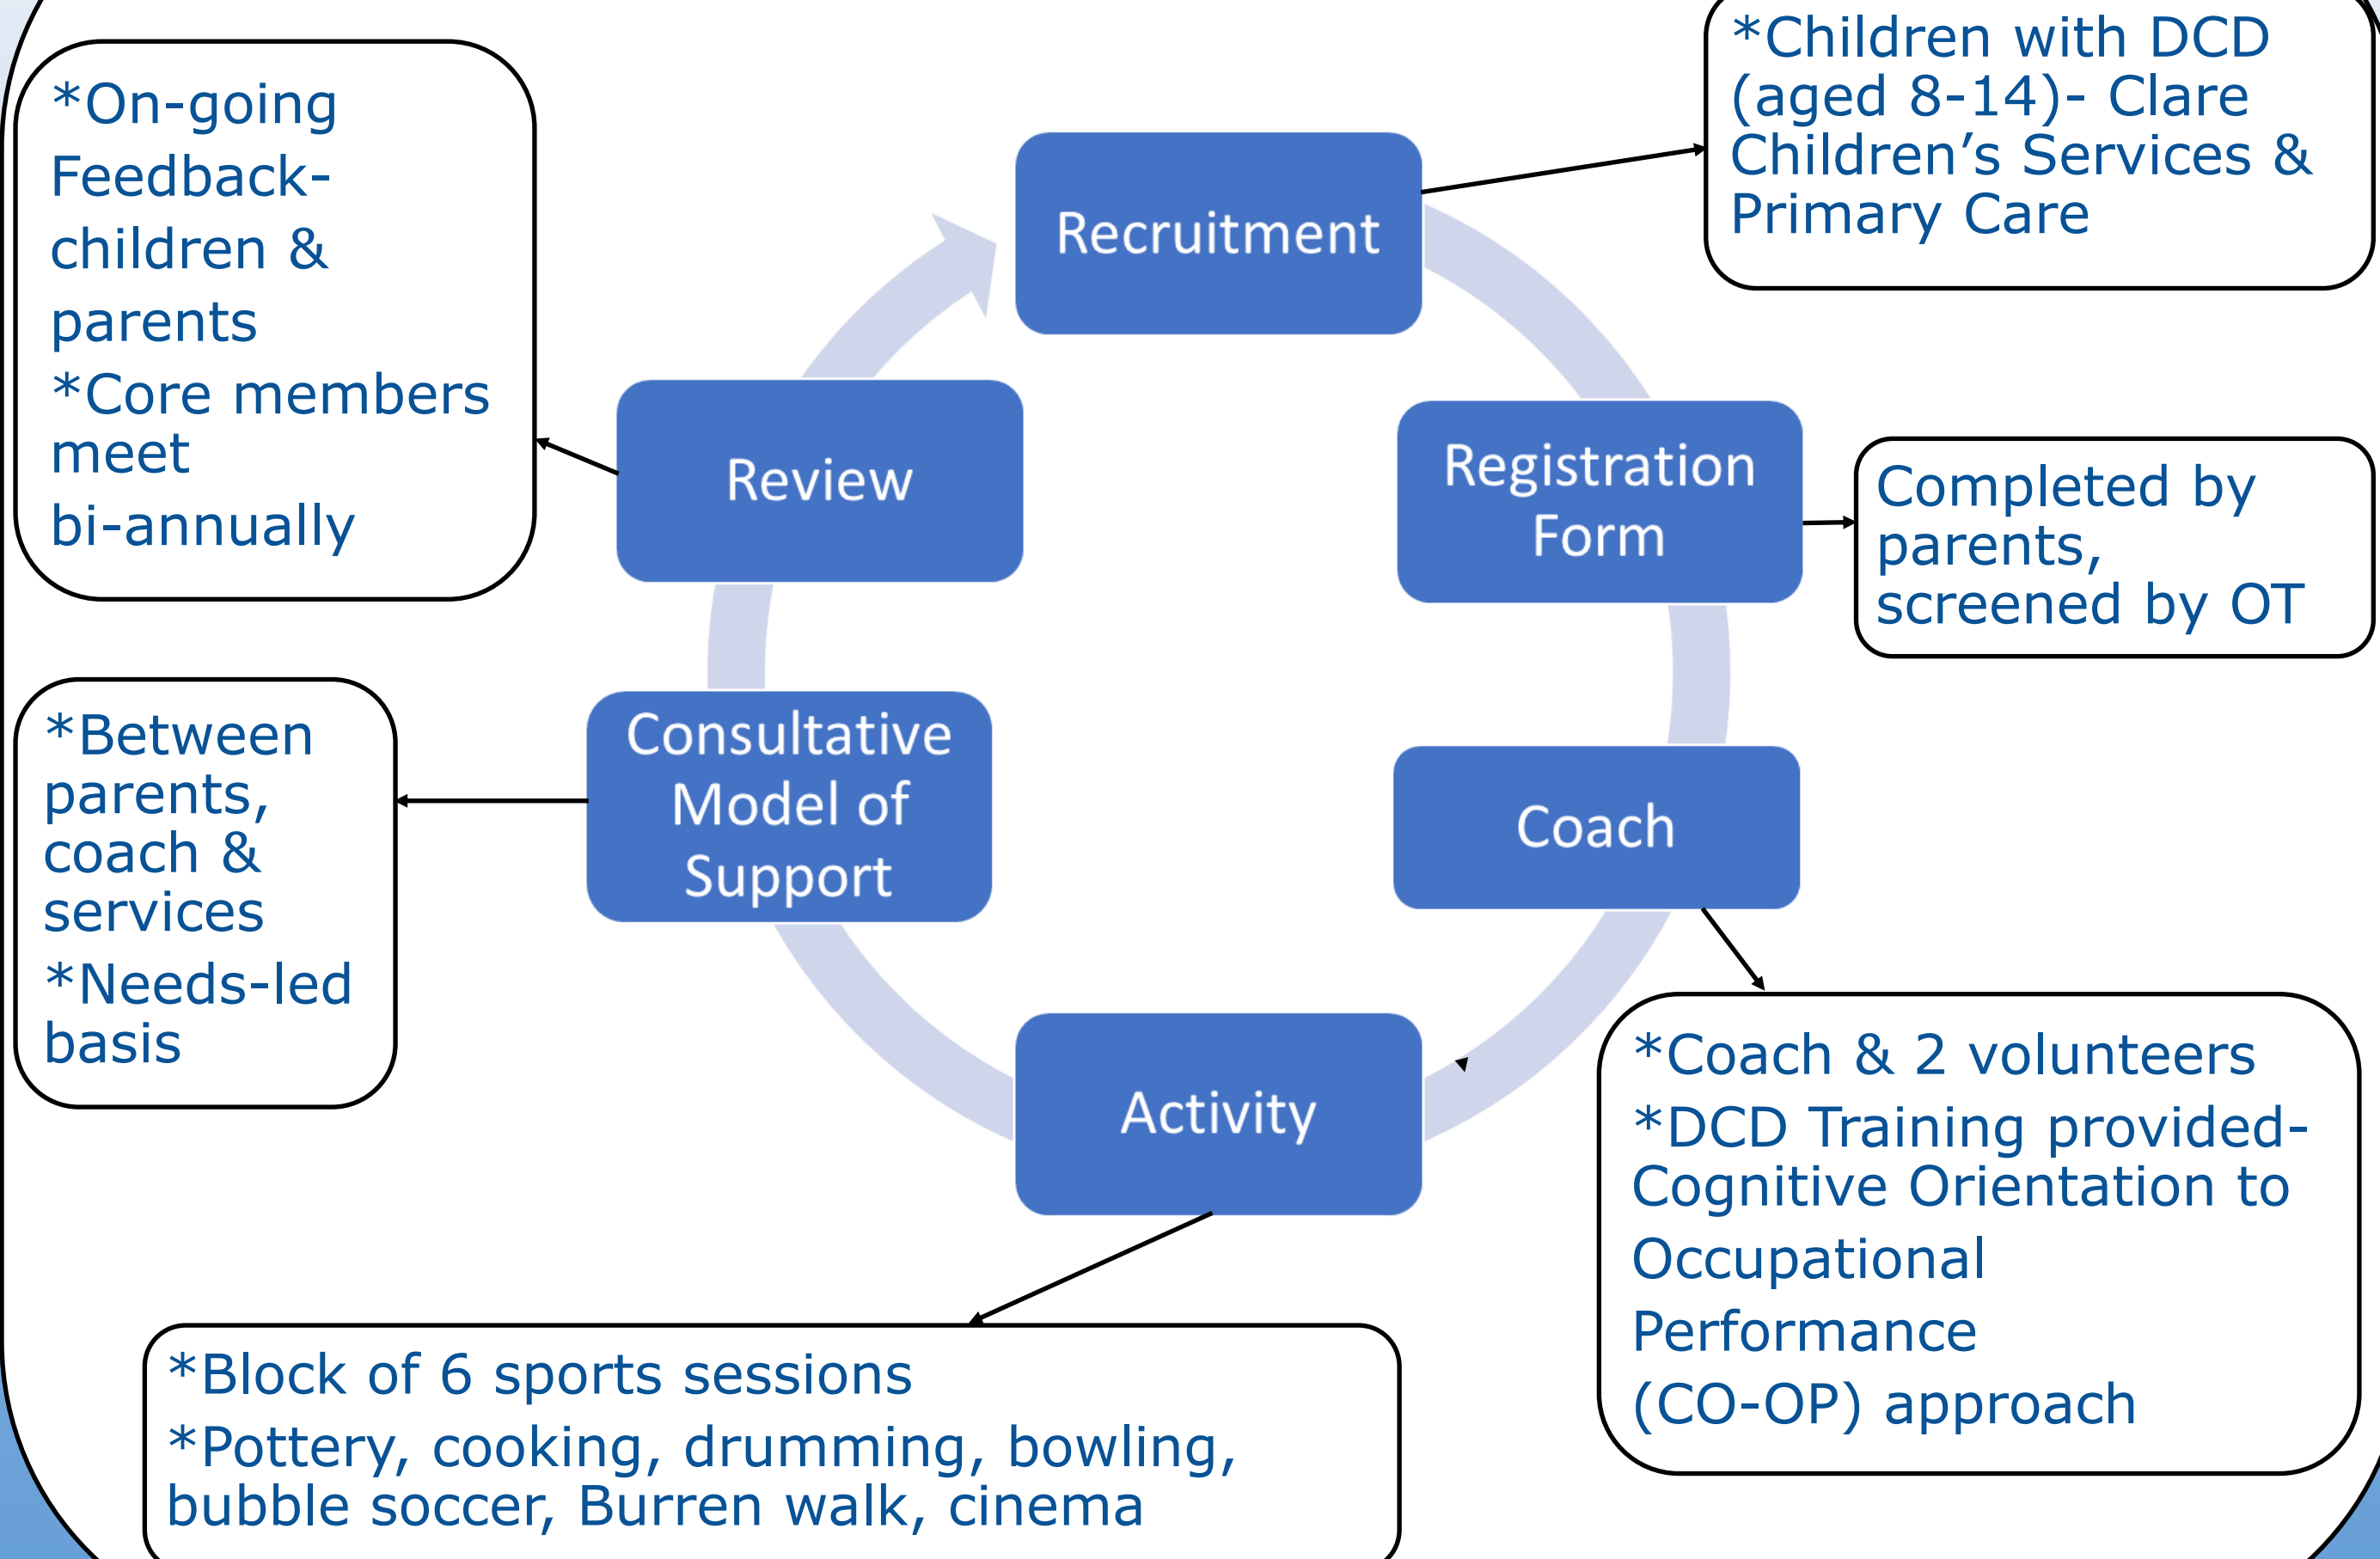 *Children with DCD
(aged 8-14)- Clare
Children’s Services &
Primary Care
*On-going
Feedback-
children &
parents
*Core members
meet
bi-annually
Recruitment
Review
Registration
Form
Completed by
parents,
screened by OT
Consultative
Model of
Support
*Between
parents,
coach &
services
*Needs-led
basis
Coach
*Coach & 2 volunteers
*DCD Training provided-
Cognitive Orientation to
Occupational
Performance
(CO-OP) approach
Activity
*Block of 6 sports sessions
*Pottery, cooking, drumming, bowling,
bubble soccer, Burren walk, cinema